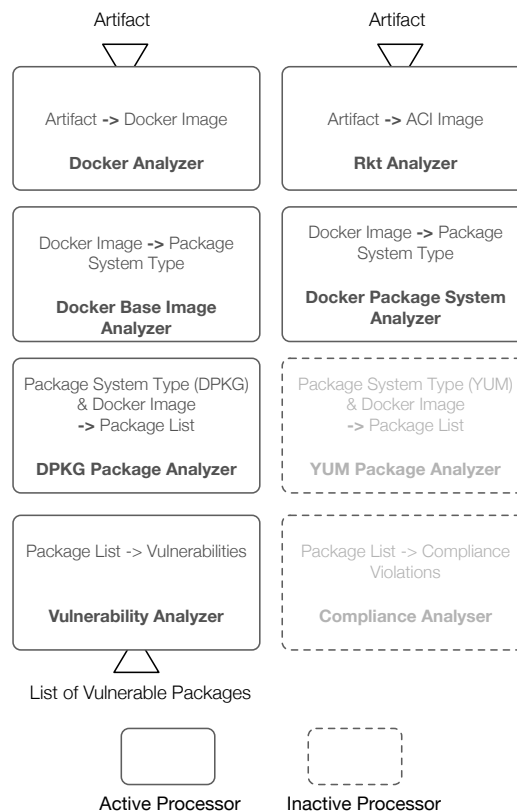 Artifact
Artifact
Artifact -> Docker Image
Docker Analyzer
Artifact -> ACI Image
Rkt Analyzer
Docker Image -> Package
System Type
Docker Base Image
Analyzer
Docker Image -> Package
System Type
Docker Package System
Analyzer
Package System Type (DPKG)
& Docker Image
-> Package List
DPKG Package Analyzer
Package System Type (YUM)
& Docker Image
-> Package List
YUM Package Analyzer
Package List -> Vulnerabilities
Vulnerability Analyzer
Package List -> Compliance
Violations
Compliance Analyser
List of Vulnerable Packages
Active Processor
Inactive Processor